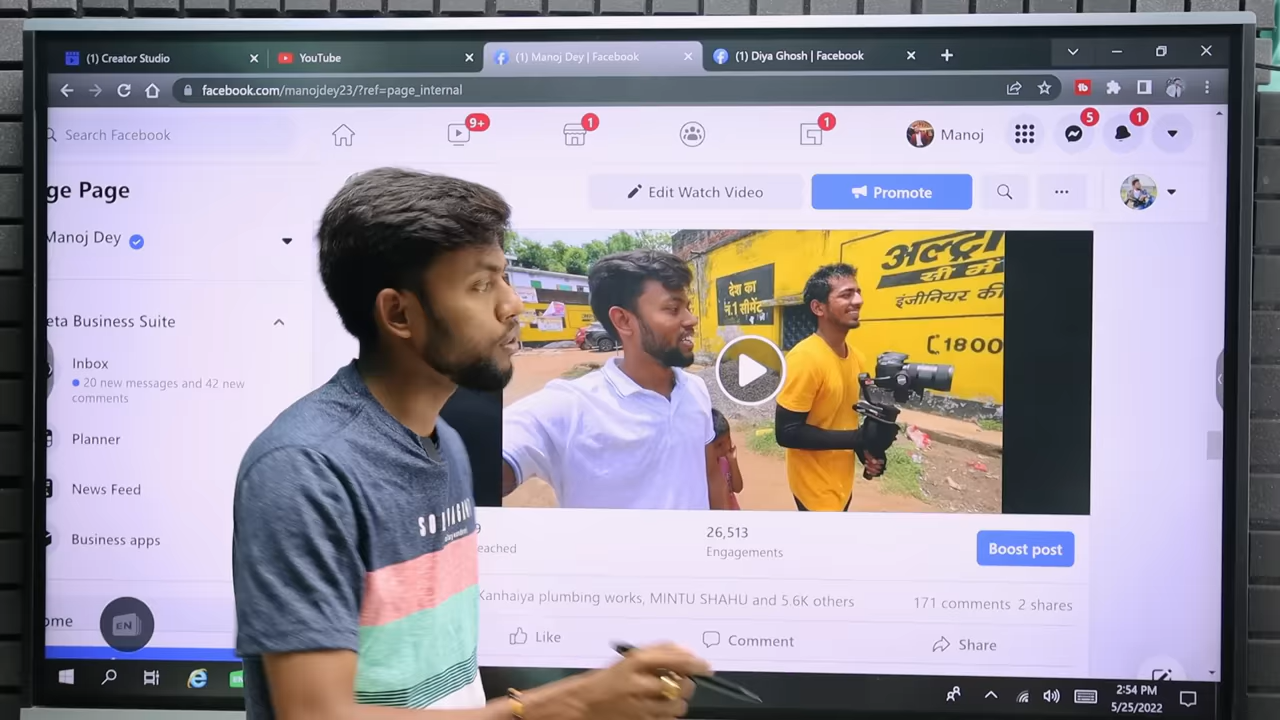 (1) Creator Studio
YouTube
(1) Manoj Dey | Facebook
(1) Diya Ghosh | Facebook
facebook.com/manojdey23/?ref=page_internal
Search Facebook
9+
1
1
Manoj
5
1
ge Page
Edit Watch Video
Promote
Manoj Dey
eta Business Suite
Inbox
20 new messages and 42 new
comments
Planner
News Feed
Business apps
ome
EN
देश का
नं.1 सीमेंट
अल्ट्रा
सीमें
इंजीनियर की
1800
SO
9
eached
26,513
Engagements
Boost post
Kanhaiya plumbing works, MINTU SHAHU and 5.6K others
171 comments 2 shares
Like
Comment
Share
2:54 PM
5/25/2022